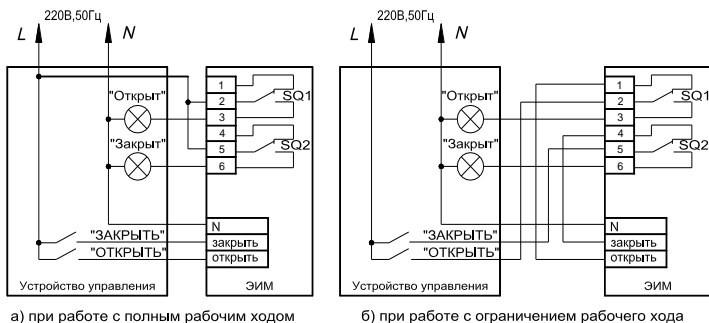 220В,50Гц
L N
"Открыт"
"Закрыт"
1
2
3
4
5
6
SQ1
SQ2
N
"ЗАКРЫТЬ" закрыть
"ОТКРЫТЬ" открыть
Устройство управления ЭИМ
а) при работе с полным рабочим ходом
220В,50Гц
L N
"Открыт"
"Закрыт"
1
2
3
4
5
6
SQ1
SQ2
N
"ЗАКРЫТЬ" закрыть
"ОТКРЫТЬ" открыть
Устройство управления ЭИМ
б) при работе с ограничением рабочего хода